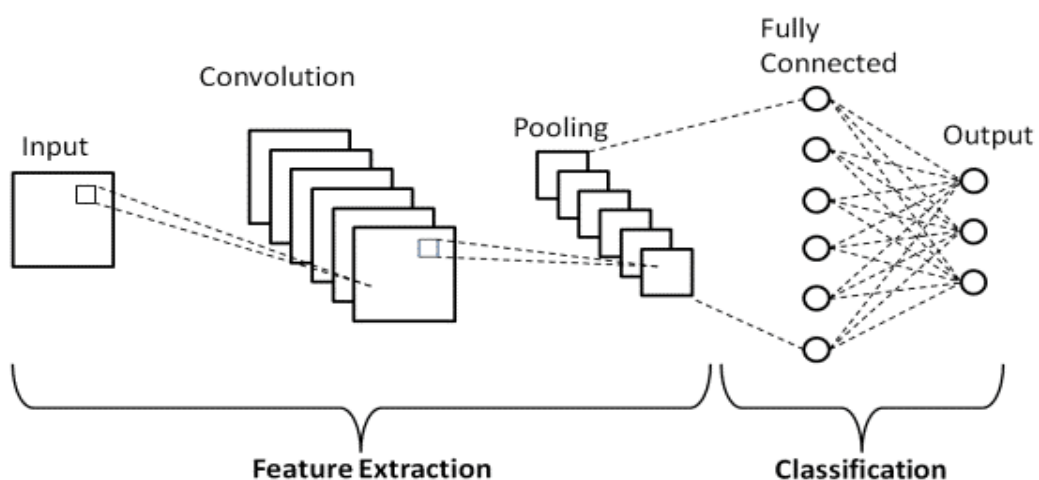 Input
Convolution
Pooling
Fully
Connected
Output
Feature Extraction
Classification